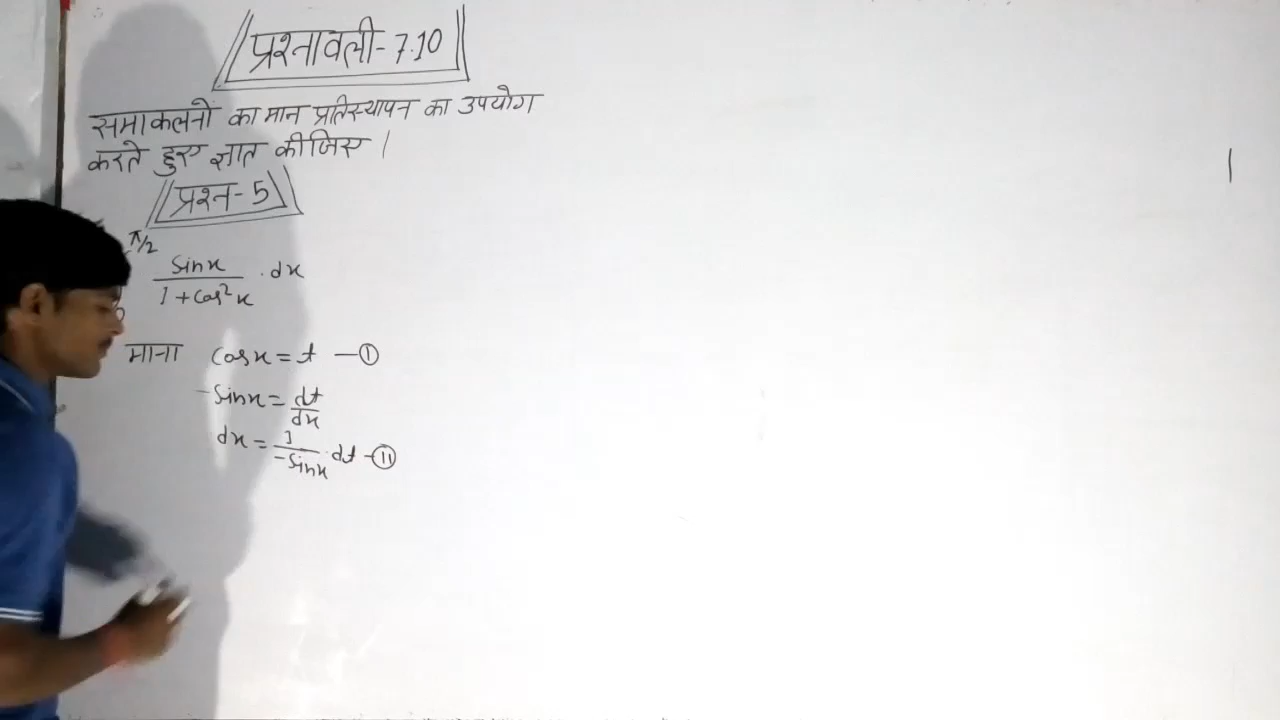 प्रश्नावली-7.10
समाकलनों का मान प्रतिस्थापन का उपयोग
करते हुए ज्ञात कीजिए।
प्रश्न-5
π/2
sinx
1+cos²x
.dx
माना cosx = t —①
-sinx = dt/dx
dx = 1/-sinx .dt —⑪